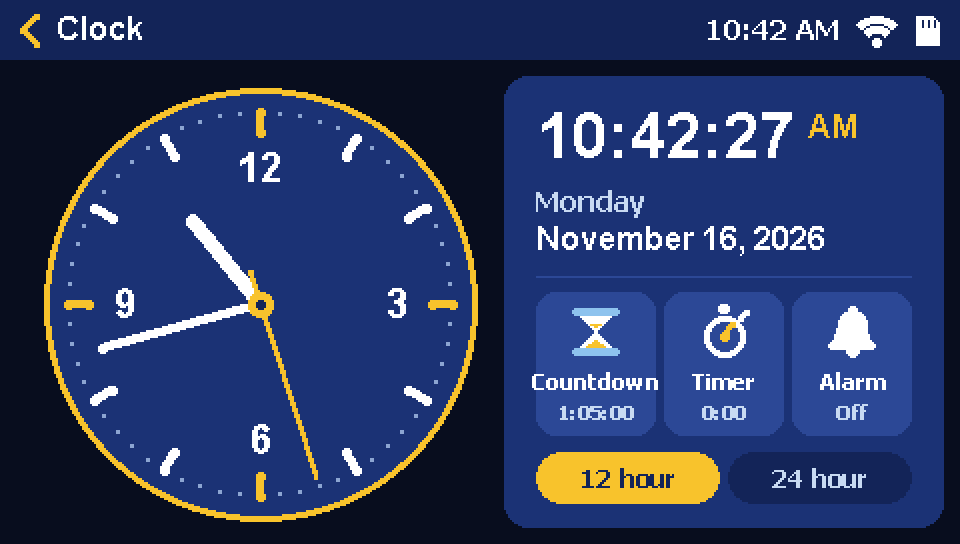 Clock
10:42 AM
12
9
3
6
10:42:27 AM
Monday
November 16, 2026
Countdown
1:05:00
Timer
0:00
Alarm
Off
12 hour
24 hour